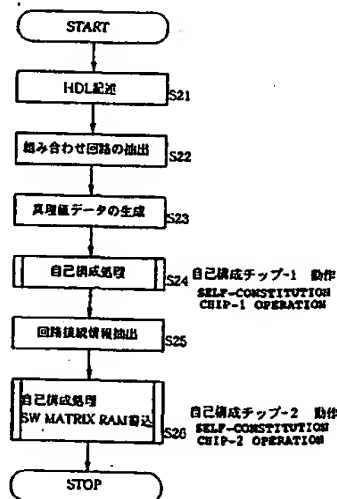 START
HDL記述
S21
組み合わせ回路の抽出
S22
真理値データの生成
S23
自己構成処理
S24 自己構成チップ-1 動作
SELF-CONSTITUTION
CHIP-1 OPERATION
回路接続情報抽出
S25
自己構成処理
SW MATRIX RAM書込
S26 自己構成チップ-2 動作
SELF-CONSTITUTION
CHIP-2 OPERATION
STOP